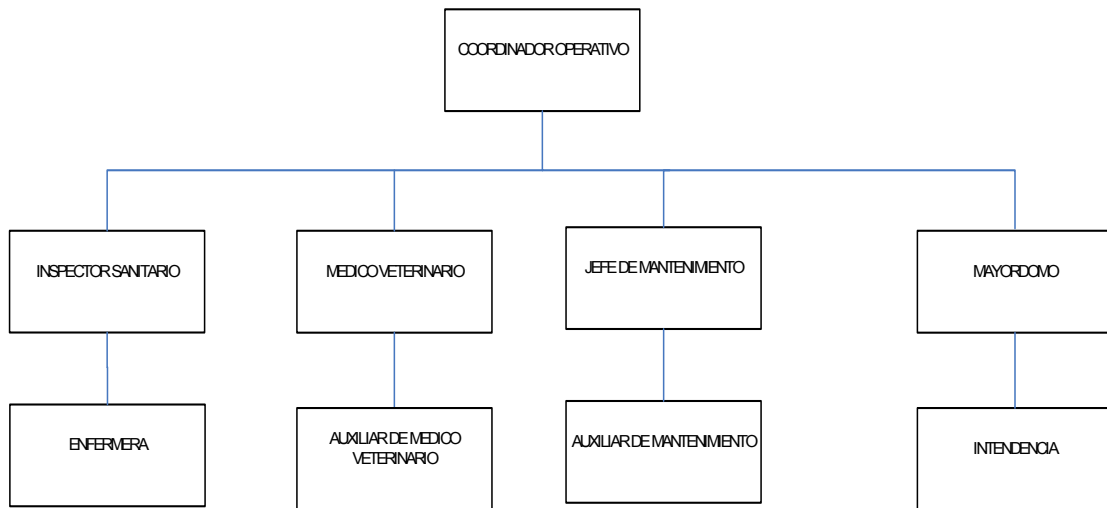 COORDINADOR OPERATIVO
INSPECTOR SANITARIO
MEDICO VETERINARIO
JEFE DE MANTENIMIENTO
MAYORDOMO
ENFERMERA
AUXILIAR DE MEDICO
VETERINARIO
AUXILIAR DE MANTENIMIENTO
INTENDENCIA